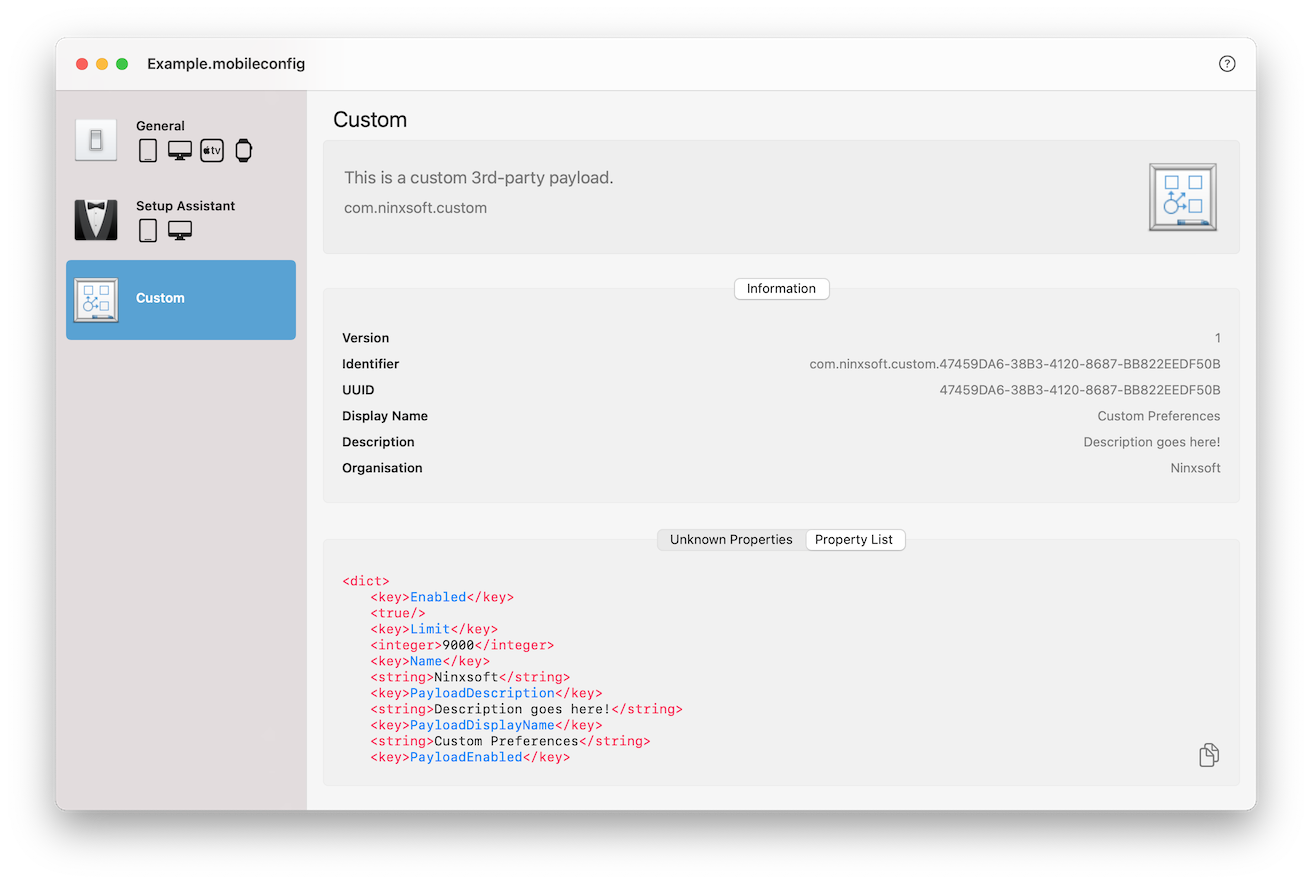 Example.mobileconfig
?
General
tv
Setup Assistant
Custom
Custom
This is a custom 3rd-party payload.
com.ninxsoft.custom
Information
Version 1
Identifier com.ninxsoft.custom.47459DA6-38B3-4120-8687-BB822EEDF50B
UUID 47459DA6-38B3-4120-8687-BB822EEDF50B
Display Name Custom Preferences
Description Description goes here!
Organisation Ninxsoft
Unknown Properties Property List
<dict>
    <key>Enabled</key>
    <true/>
    <key>Limit</key>
    <integer>9000</integer>
    <key>Name</key>
    <string>Ninxsoft</string>
    <key>PayloadDescription</key>
    <string>Description goes here!</string>
    <key>PayloadDisplayName</key>
    <string>Custom Preferences</string>
    <key>PayloadEnabled</key>